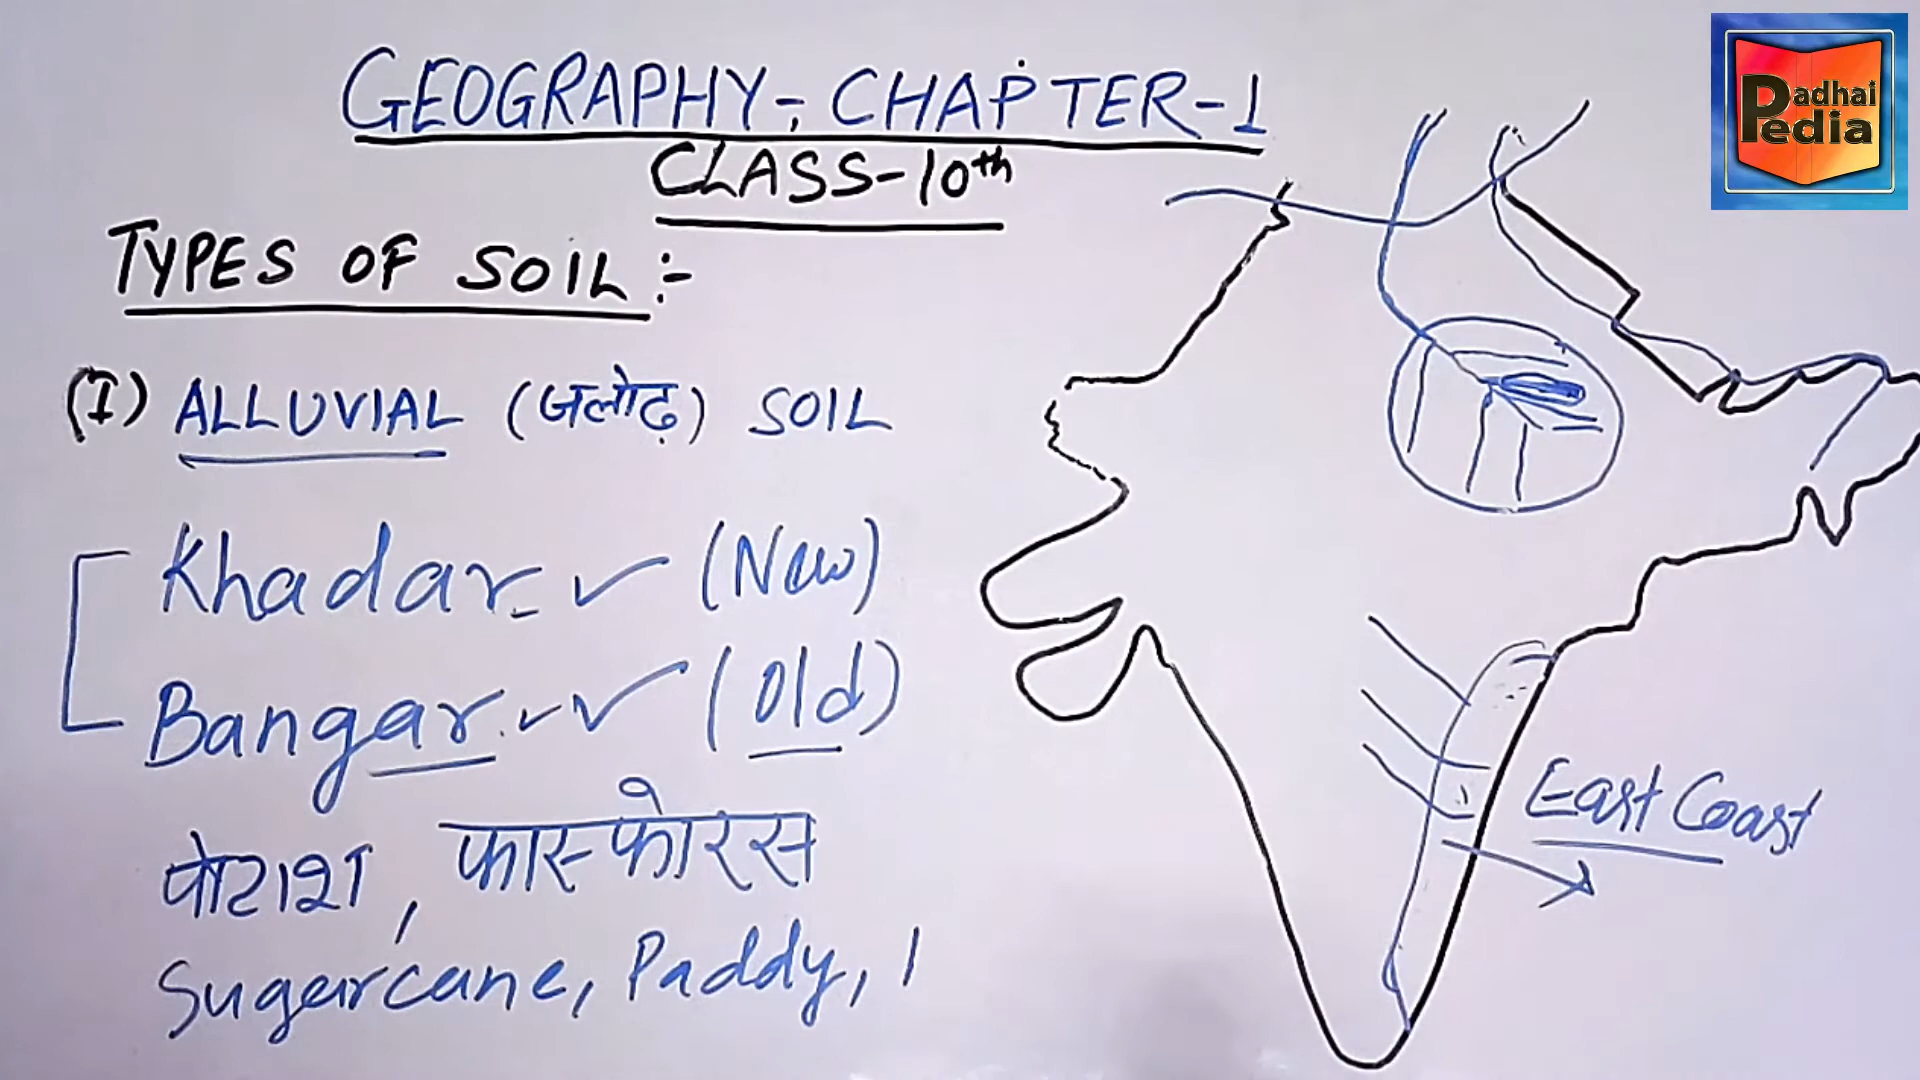 GEOGRAPHY:- CHAPTER-1
CLASS-10th
TYPES OF SOIL:-
(I) ALLUVIAL (जलोढ़) SOIL
Khadar (New)
Bangar (Old)
पोटाश, फास्फोरस
Sugarcane, Paddy,
East Coast
Padhai
Pedia